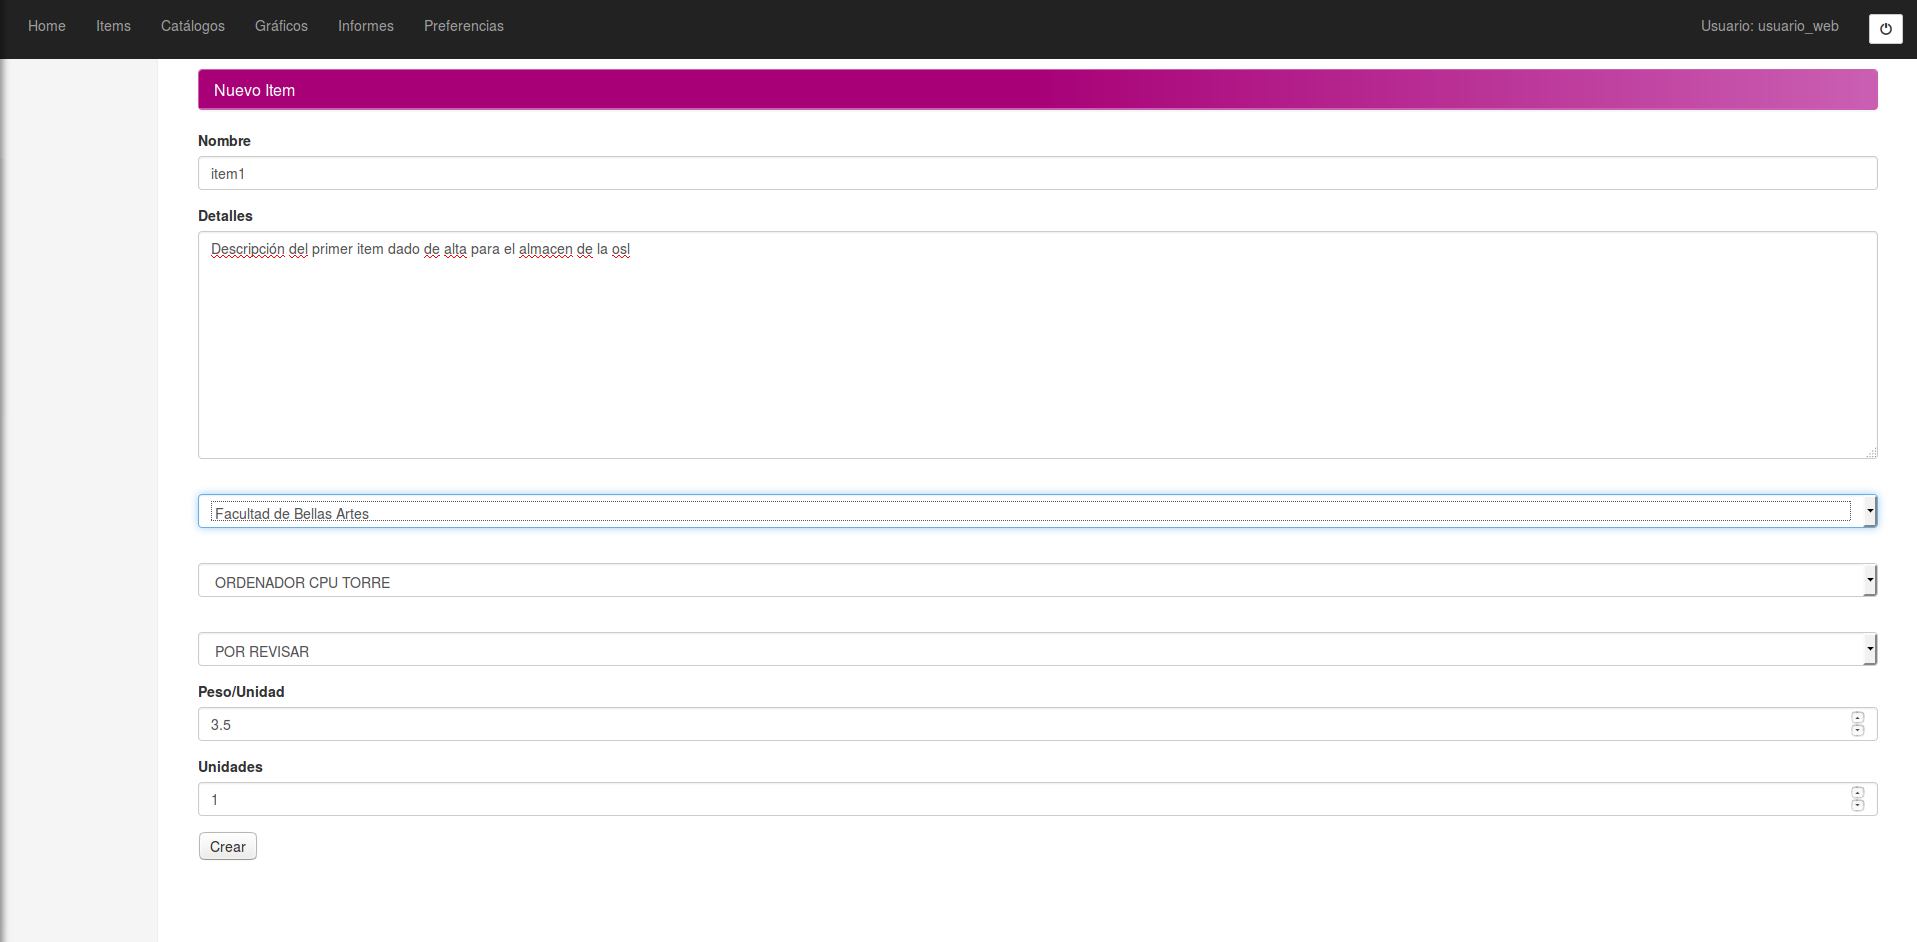 Home Items Catálogos Gráficos Informes Preferencias Usuario: usuario_web
Nuevo Item
Nombre
item1
Detalles
Descripción del primer item dado de alta para el almacen de la osl
Facultad de Bellas Artes
ORDENADOR CPU TORRE
POR REVISAR
Peso/Unidad
3.5
Unidades
1
Crear